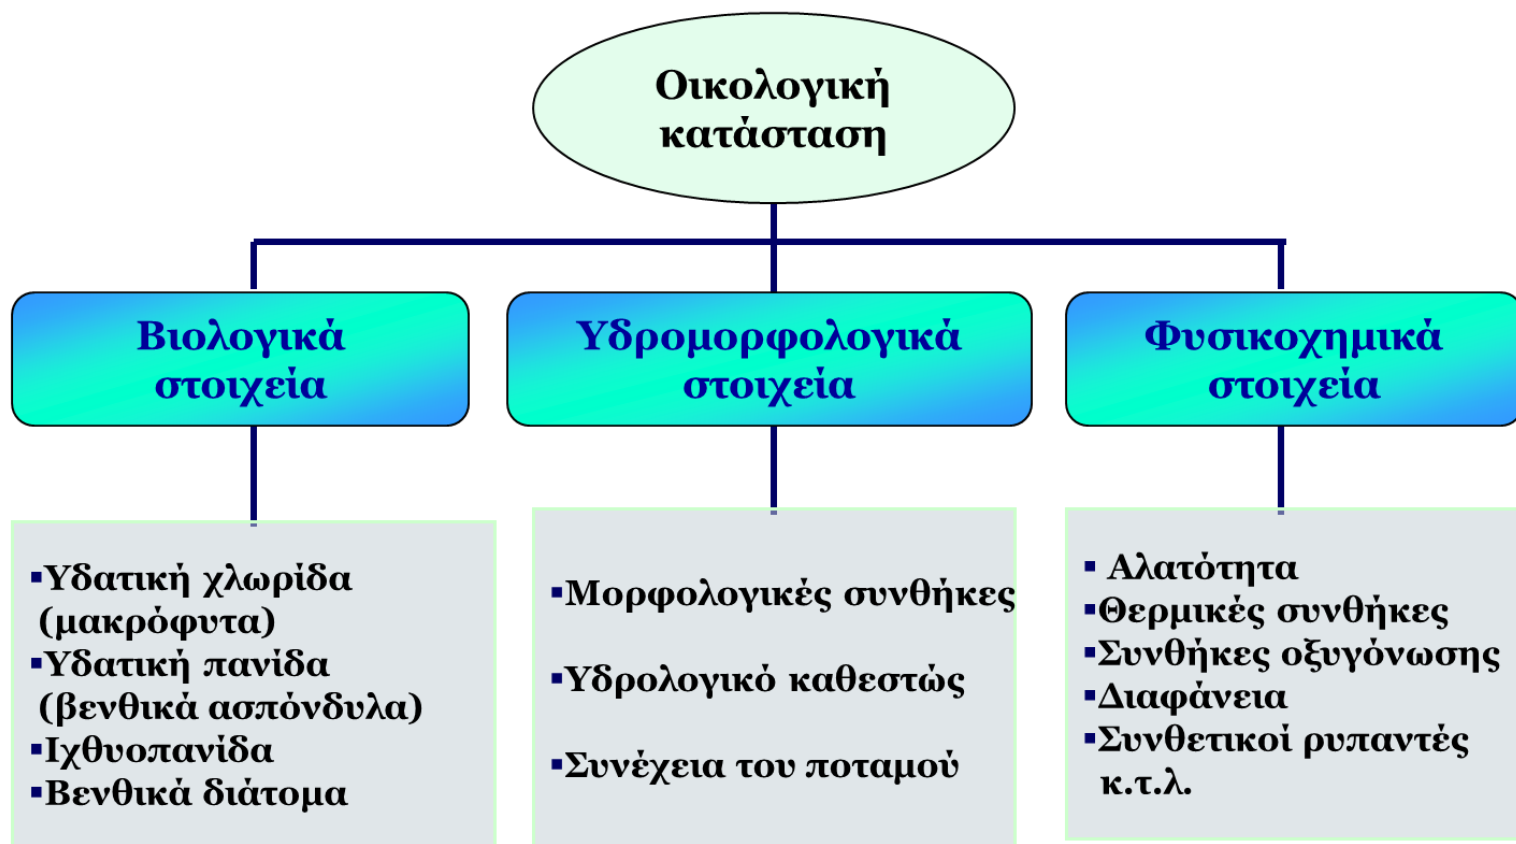 Οικολογική
κατάσταση
Βιολογικά
στοιχεία
Υδρομορφολογικά
στοιχεία
Φυσικοχημικά
στοιχεία
▪Υδατική χλωρίδα
(μακρόφυτα)
▪Υδατική πανίδα
(βενθικά ασπόνδυλα)
▪Ιχθυοπανίδα
▪Βενθικά διάτομα
▪Μορφολογικές συνθήκες
▪Υδρολογικό καθεστώς
▪Συνέχεια του ποταμού
▪ Αλατότητα
▪Θερμικές συνθήκες
▪Συνθήκες οξυγόνωσης
▪Διαφάνεια
▪Συνθετικοί ρυπαντές
κ.τ.λ.